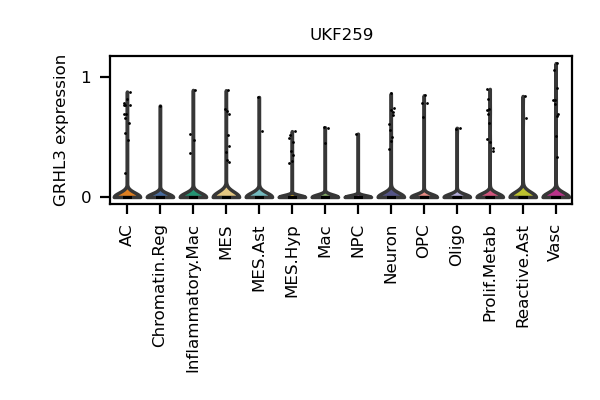 UKF259
GRHL3 expression
1
0
AC
Chromatin.Reg
Inflammatory.Mac
MES
MES.Ast
MES.Hyp
Mac
NPC
Neuron
OPC
Oligo
Prolif.Metab
Reactive.Ast
Vasc